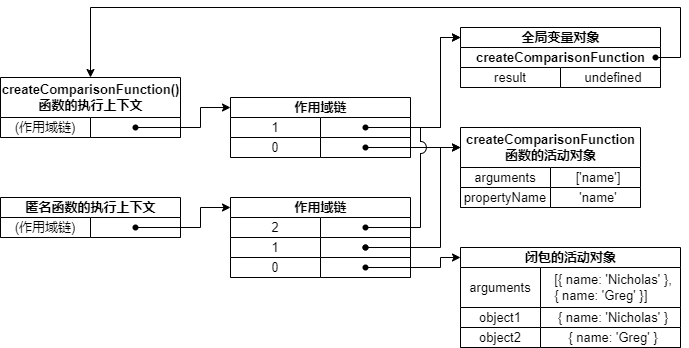 全局变量对象
createComparisonFunction
result undefined
createComparisonFunction()
函数的执行上下文
(作用域链)
作用域链
1
0
createComparisonFunction
函数的活动对象
arguments ['name']
propertyName 'name'
匿名函数的执行上下文
(作用域链)
作用域链
2
1
0
闭包的活动对象
arguments [{ name: 'Nicholas' },
{ name: 'Greg' }]
object1 { name: 'Nicholas' }
object2 { name: 'Greg' }